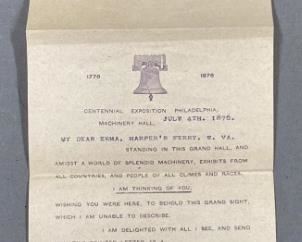 1776 1876
CENTENNIAL EXPOSITION PHILADELPHIA,
MACHINERY HALL, JULY 4TH. 1876.
MY DEAR EMMA, HARPER'S FERRY, W. VA.
STANDING IN THIS GRAND HALL, AND
AMIDST A WORLD OF SPLENDID MACHINERY, EXHIBITS FROM
ALL COUNTRIES, AND PEOPLE OF ALL CLIMES AND RACES,
I AM THINKING OF YOU,
WISHING YOU WERE HERE, TO BEHOLD THIS GRAND SIGHT,
WHICH I AM UNABLE TO DESCRIBE.
I AM DELIGHTED WITH ALL I SEE, AND SEND